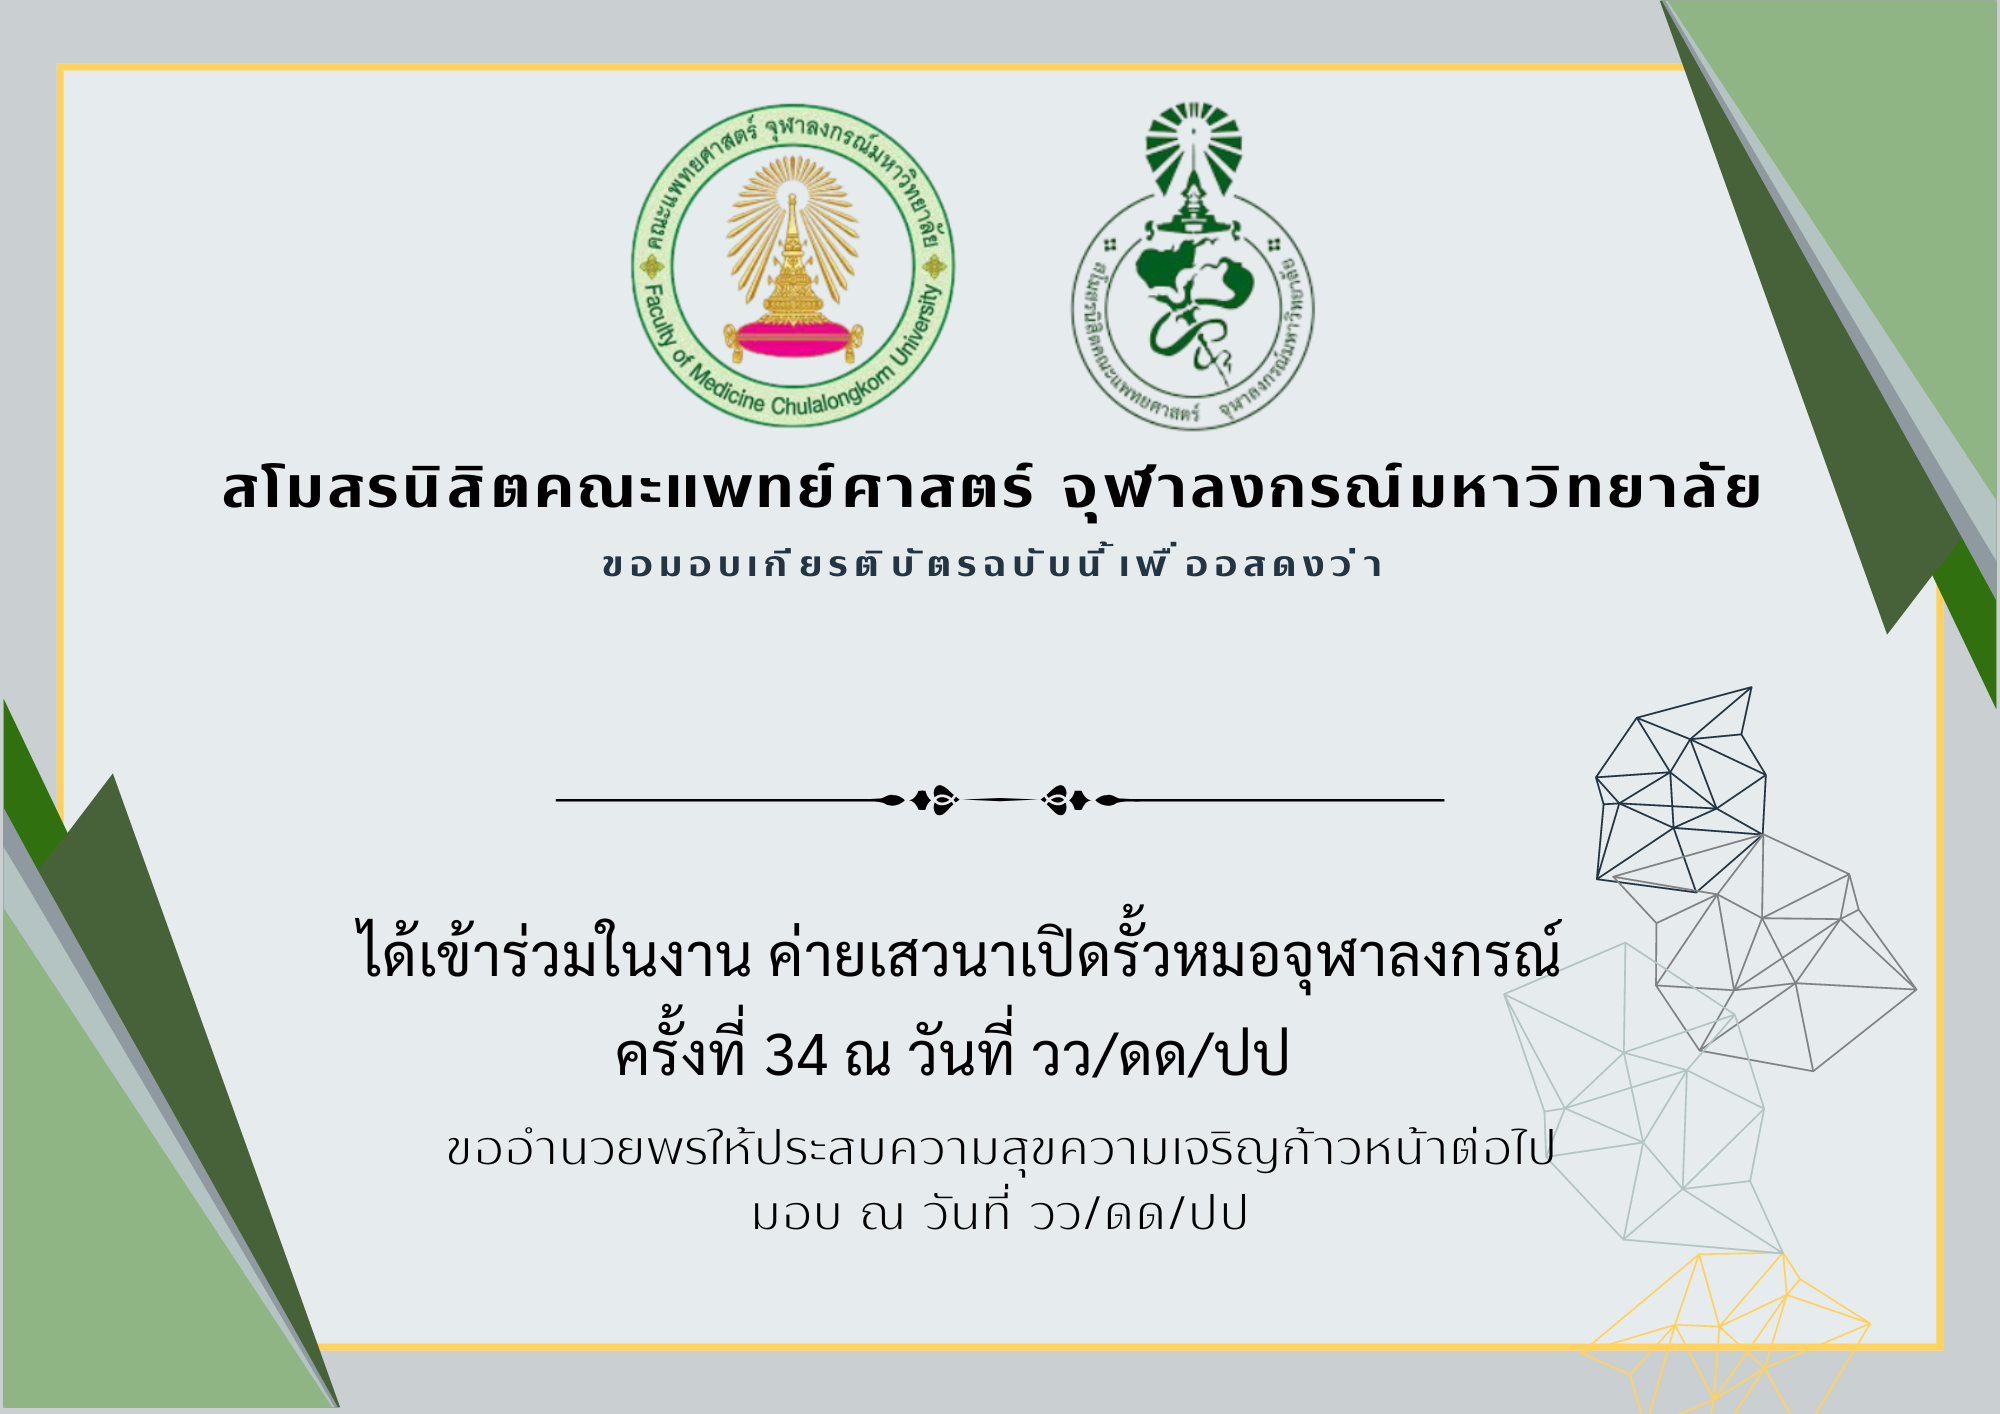 คณะแพทยศาสตร์ จุฬาลงกรณ์มหาวิทยาลัย
Faculty of Medicine Chulalongkorn University
สโมสรนิสิตคณะแพทยศาสตร์ จุฬาลงกรณ์มหาวิทยาลัย
สโมสรนิสิตคณะแพทย์ศาสตร์ จุฬาลงกรณ์มหาวิทยาลัย
ขอมอบเกียรติบัตรฉบับนี้เพื่ออสดงว่า
ได้เข้าร่วมในงาน ค่ายเสวนาเปิดรั้วหมอจุฬาลงกรณ์
ครั้งที่ 34 ณ วันที่ วว/ดด/ปป
ขออำนวยพรให้ประสบความสุขความเจริญก้าวหน้าต่อไป
มอบ ณ วันที่ วว/ดด/ปป